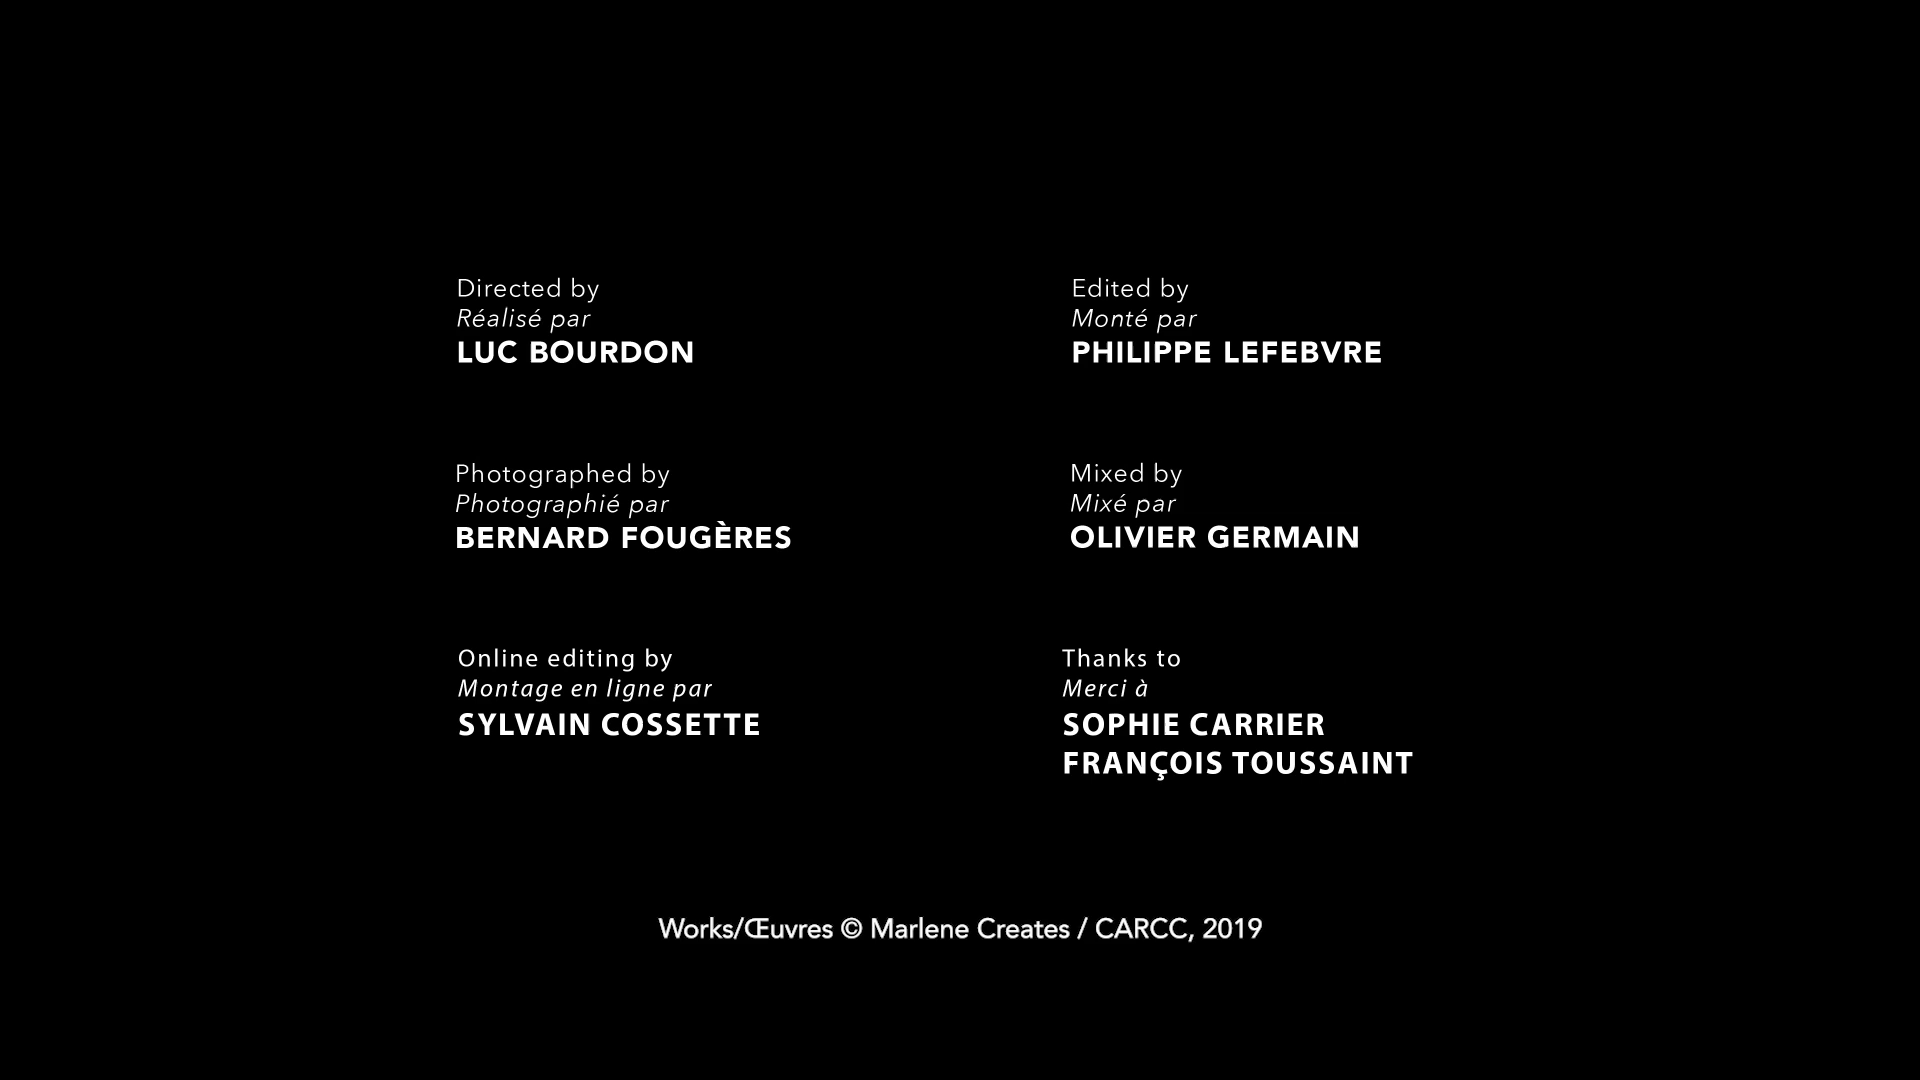 Directed by
Réalisé par
LUC BOURDON
Edited by
Monté par
PHILIPPE LEFEBVRE
Photographed by
Photographié par
BERNARD FOUGÈRES
Mixed by
Mixé par
OLIVIER GERMAIN
Online editing by
Montage en ligne par
SYLVAIN COSSETTE
Thanks to
Merci à
SOPHIE CARRIER
FRANÇOIS TOUSSAINT
Works/Œuvres © Marlene Creates / CARCC, 2019